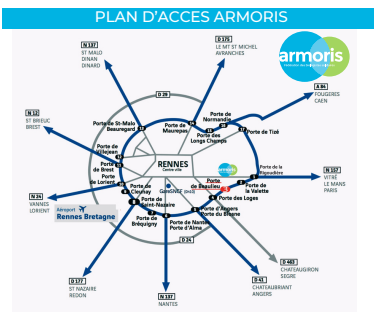 PLAN D'ACCES ARMORIS
N 137
ST MALO
DINAN
DINARD
D 175
LE MT ST MICHEL
AVRANCHES
armoris
A 84
FOUGERES
CAEN
D 29
Porte de St-Malo
Beauregard
Porte de
Maurepas
Porte de
Normandie
Porte des
Longs Champs
Porte de Tizé
N 12
ST BRIEUC
BREST
Porte de
Villejean
Porte
de Brest
Porte
de Lorient
RENNES
Centre ville
armoris
Porte de la
Rigourdière
N 157
VITRÉ
LE MANS
PARIS
N 24
VANNES
LORIENT
Aéroport
Rennes Bretagne
Porte de
Cleunay
Porte de
Saint-Nazaire
Porte
de Beaulieu
Porte de
la Valette
Porte des Loges
Porte d'Angers
Porte du Blosne
Porte de
Bréquigny
Porte de Nantes
Porte d'Alma
D 34
D 463
CHATEAUGIRON
SEGRE
D 177
ST NAZAIRE
REDON
N 137
NANTES
D 41
CHATEAUBRIANT
ANGERS